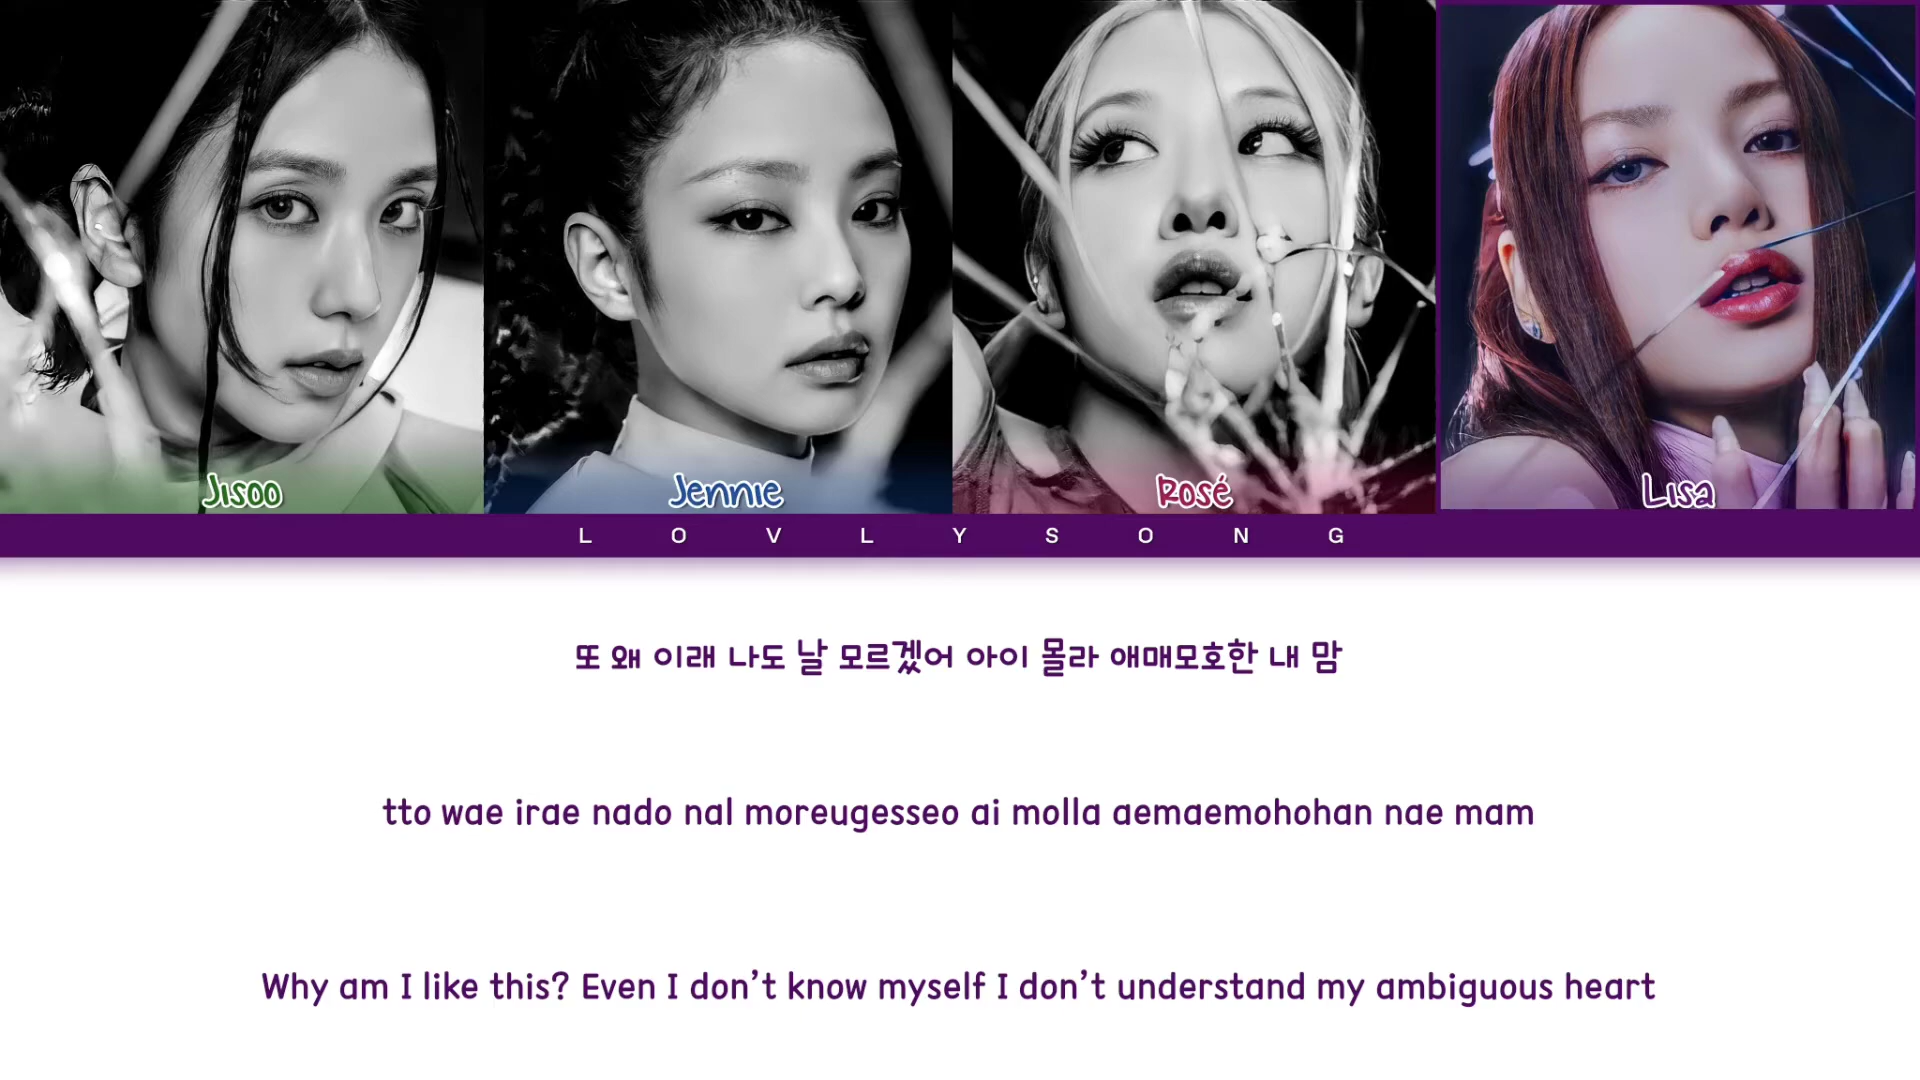 Jisoo
Jennie
Rosé
Lisa
L O V L Y S O N G
또 왜 이래 나도 날 모르겠어 아이 몰라 애매모호한 내 맘
tto wae irae nado nal moreugesseo ai molla aemaemohohan nae mam
Why am I like this? Even I don’t know myself I don’t understand my ambiguous heart